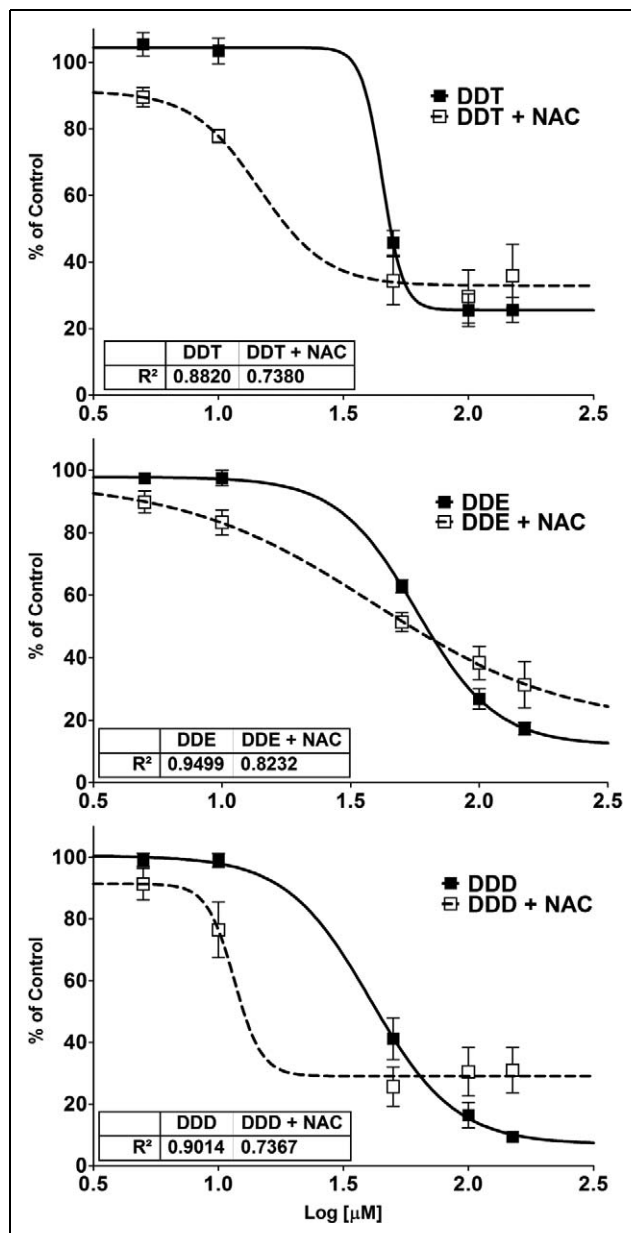 100
80
60
40
20
0
% of Control
DDT
DDT + NAC
DDT DDT + NAC
R² 0.8820 0.7380
0.5 1.0 1.5 2.0 2.5
100
80
60
40
20
0
% of Control
DDE
DDE + NAC
DDE DDE + NAC
R² 0.9499 0.8232
0.5 1.0 1.5 2.0 2.5
100
80
60
40
20
0
% of Control
DDD
DDD + NAC
DDD DDD + NAC
R² 0.9014 0.7367
0.5 1.0 1.5 2.0 2.5
Log [µM]